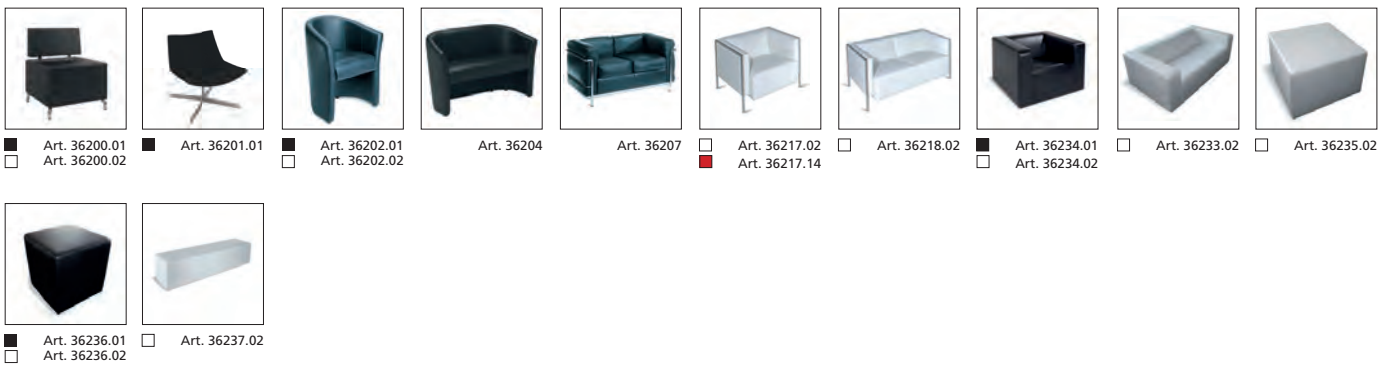 Art. 36200.01
Art. 36200.02
Art. 36201.01
Art. 36202.01
Art. 36202.02
Art. 36204
Art. 36207
Art. 36217.02
Art. 36217.14
Art. 36218.02
Art. 36234.01
Art. 36234.02
Art. 36233.02
Art. 36235.02
Art. 36236.01
Art. 36236.02
Art. 36237.02